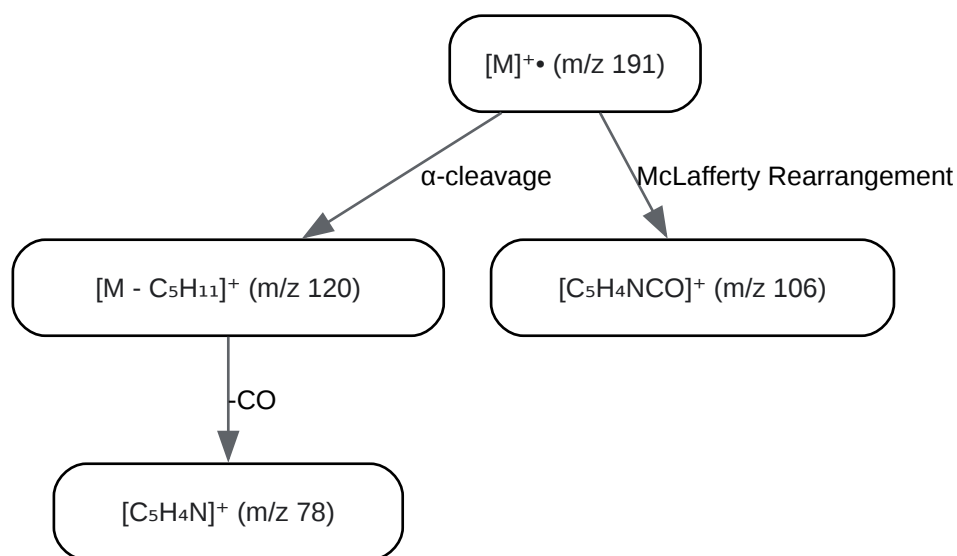 [M]⁺• (m/z 191)
α-cleavage
McLafferty Rearrangement
[M - C₅H₁₁]⁺ (m/z 120)
[C₅H₄NCO]⁺ (m/z 106)
-CO
[C₅H₄N]⁺ (m/z 78)